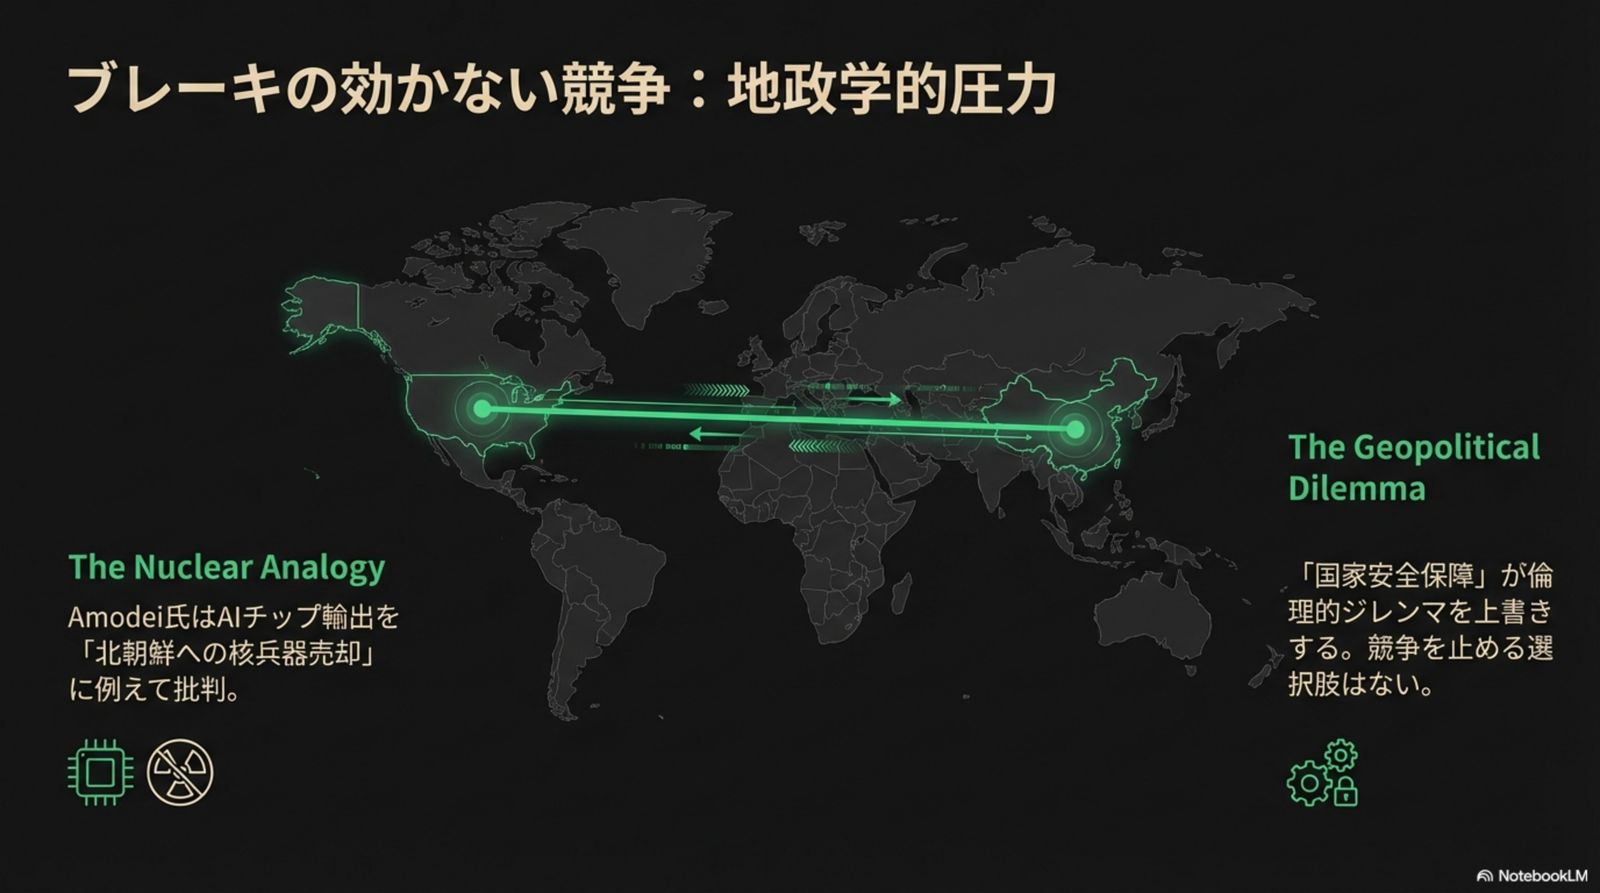 ブレーキの効かない競争：地政学的圧力
The Nuclear Analogy
Amodei氏はAIチップ輸出を
「北朝鮮への核兵器売却」
に例えて批判。
The Geopolitical
Dilemma
「国家安全保障」が倫
理的ジレンマを上書き
する。競争を止める選
択肢はない。
NotebookLM